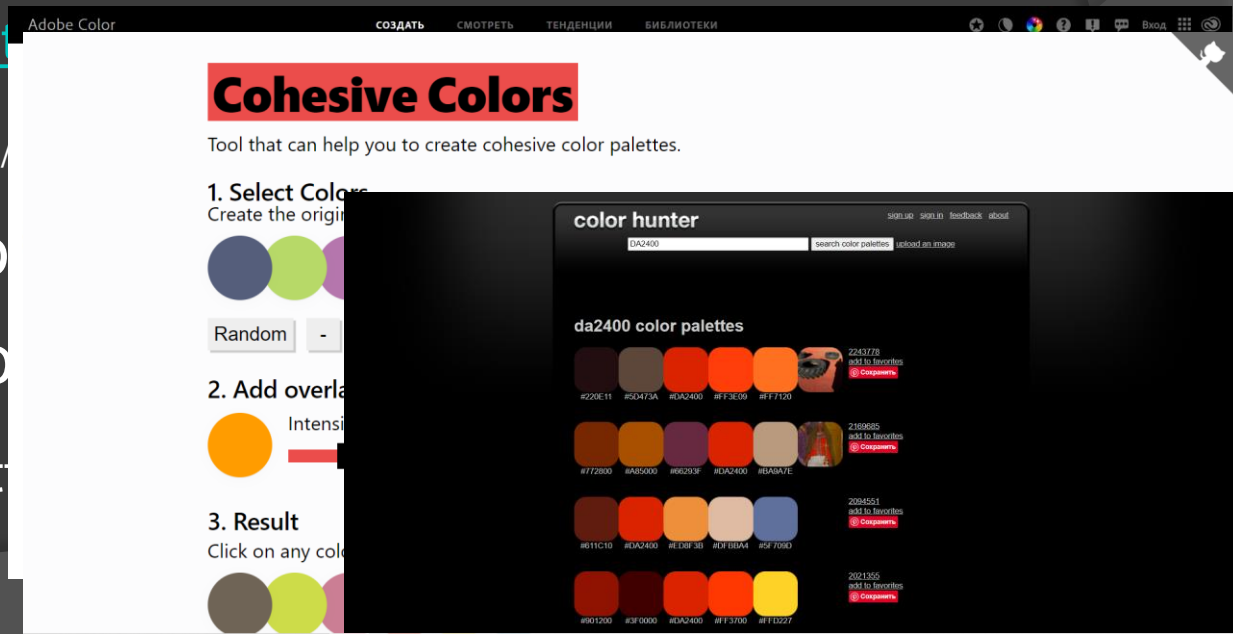 Adobe Color СОЗДАТЬ СМОТРЕТЬ ТЕНДЕНЦИИ БИБЛИОТЕКИ Вход
Cohesive Colors
Tool that can help you to create cohesive color palettes.
1. Select Colors
Create the
Random -
2. Add
3. Result
Click on any
color hunter
sign up sign in feedback about
DA2400 search color palettes upload an image
da2400 color palettes
2243778
add to favorites
Сохранить
#220E11 #5D473A #DA2400 #FF3E09 #FF7120
2169685
add to favorites
Сохранить
#772800 #A85000 #66293F #DA2400 #BA9A7E
2094551
add to favorites
Сохранить
#611C10 #DA2400 #ED8F3B #DFBBA4 #5F709D
2021355
add to favorites
Сохранить
#901200 #3F0000 #DA2400 #FF3700 #FFD227